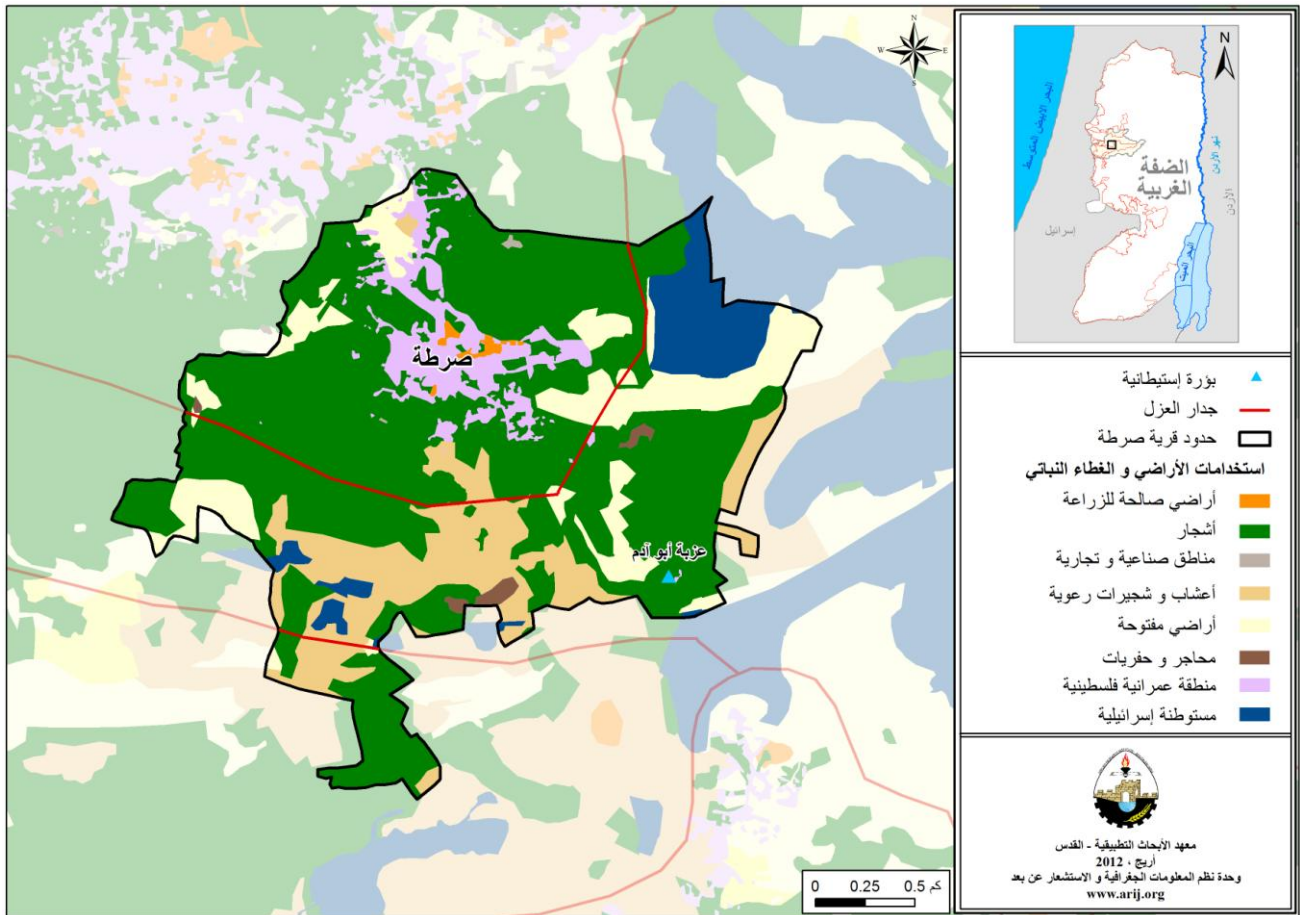 N
W
E
S
صرطة
عزبة أبو آدم
0 0.25 0.5 كم
N
البحر الابيض المتوسط
نهر الأردن
الضفة
الغربية
الأردن
إسرائيل
البحر الميت
بؤرة إستيطانية
جدار العزل
حدود قرية صرطة
استخدامات الأراضي و الغطاء النباتي
أراضي صالحة للزراعة
أشجار
مناطق صناعية و تجارية
أعشاب و شجيرات رعوية
أراضي مفتوحة
محاجر و حفريات
منطقة عمرانية فلسطينية
مستوطنة إسرائيلية
معهد الأبحاث التطبيقية - القدس
أريج ، 2012
وحدة نظم المعلومات الجغرافية و الاستشعار عن بعد
www.arij.org